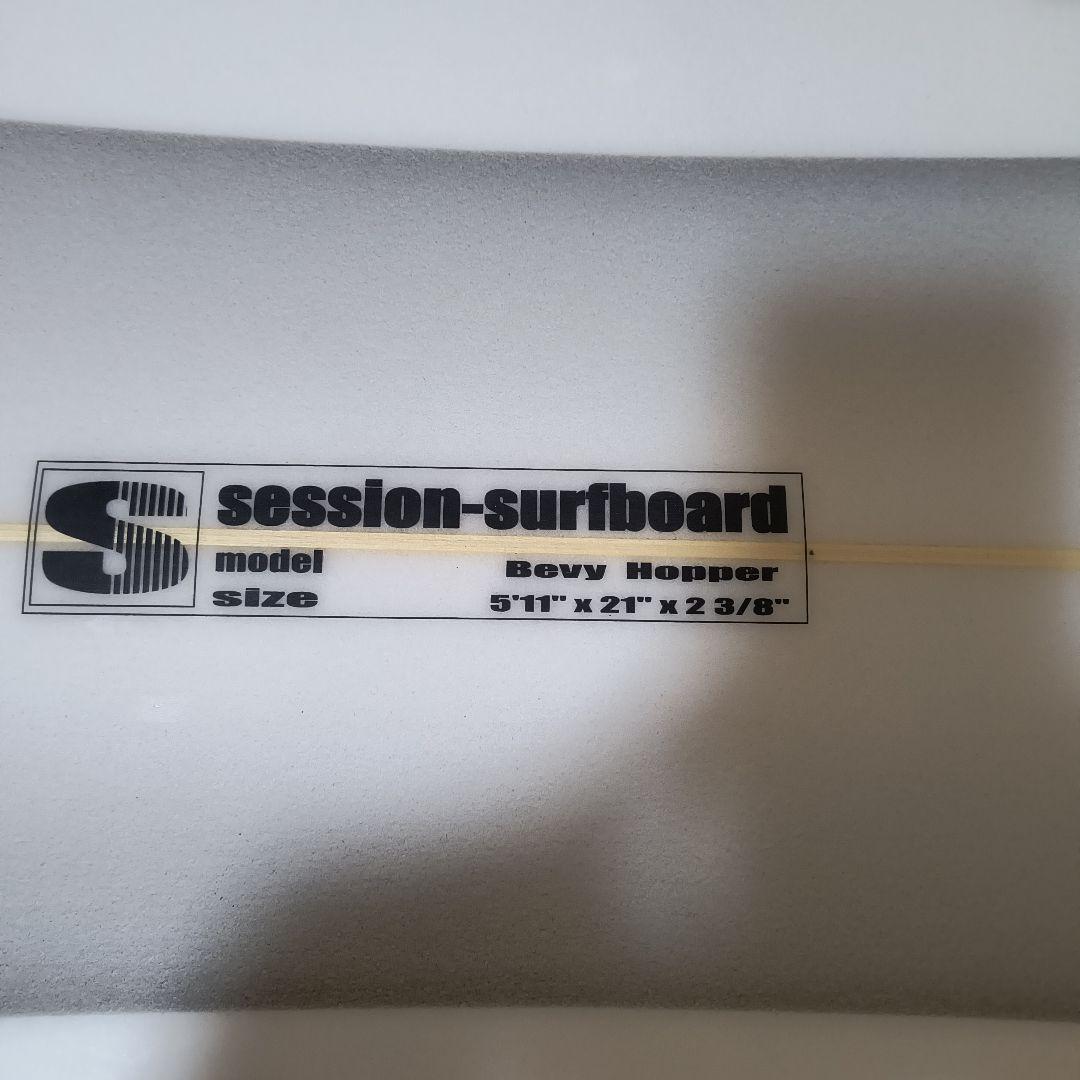 S
session-surfboard
model Bevy Hopper
size 5'11" x 21" x 2 3/8"